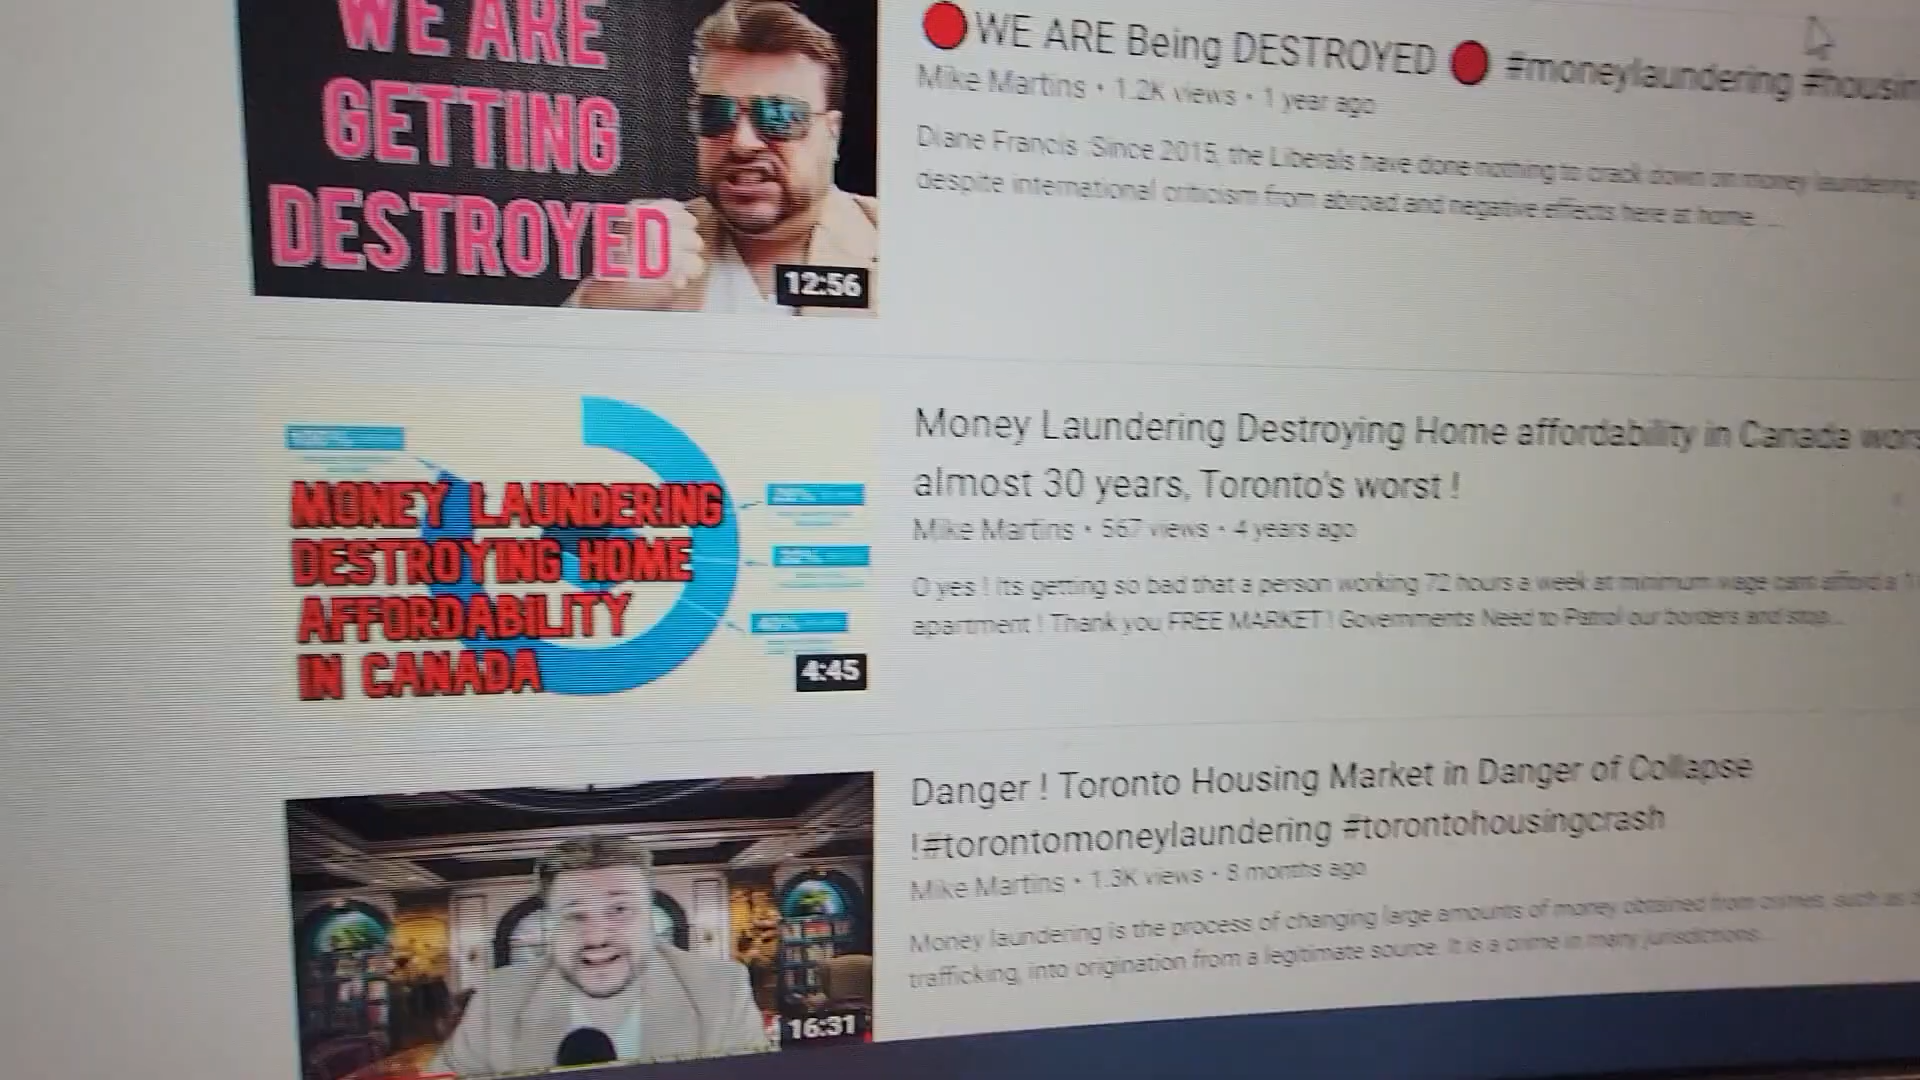 WE ARE
GETTING
DESTROYED
12:56
🔴WE ARE Being DESTROYED 🔴 #moneylaundering
Mike Martins • 1.2K views • 1 year ago
Diane Francis :Since 2015, the Liberals have done nothing to crack down on money laundering
despite international criticism from abroad and negative effects here at home ...
MONEY LAUNDERING
DESTROYING HOME
AFFORDABILITY
IN CANADA
4:45
Money Laundering Destroying Home affordability in Canada
almost 30 years, Toronto's worst !
Mike Martins • 567 views • 4 years ago
O yes ! Its getting so bad that a person working 72 hours a week at minimum wage cant afford a
apartment ! Thank you FREE MARKET ! Governments Need to Patrol our borders and stop...
16:31
Danger ! Toronto Housing Market in Danger of Collapse
!#torontomoneylaundering #torontohousingcrash
Mike Martins • 1.3K views • 8 months ago
Money laundering is the process of changing large amounts of money obtained from crimes, such as
trafficking, into origination from a legitimate source. It is a crime in many jurisdictions...